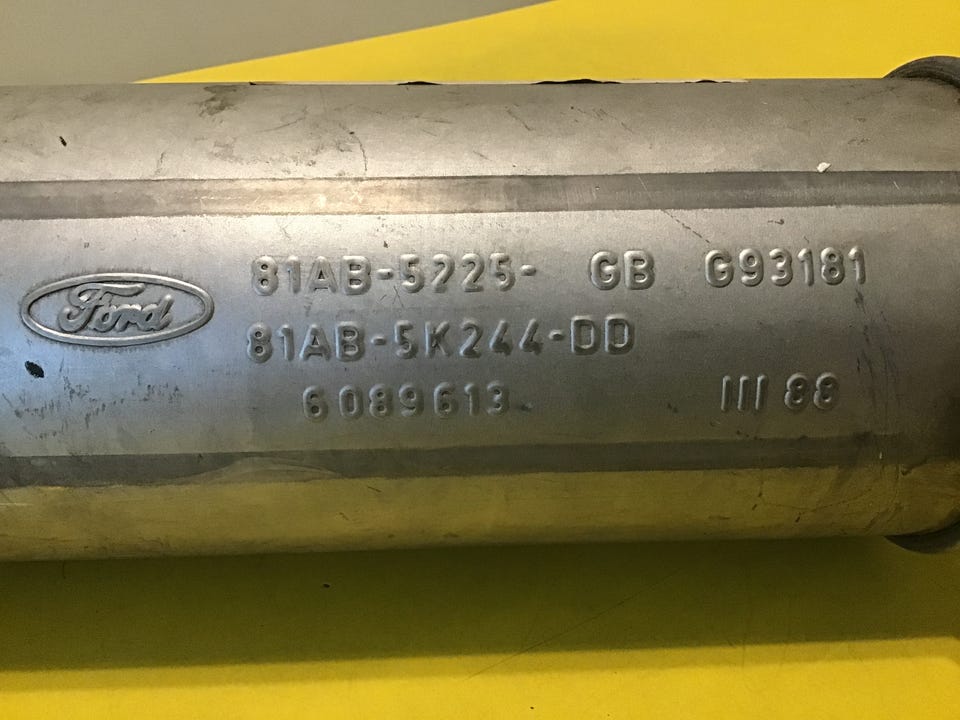 Ford
81AB-5225- GB G93181
81AB-5K244-DD
6089613 III 88